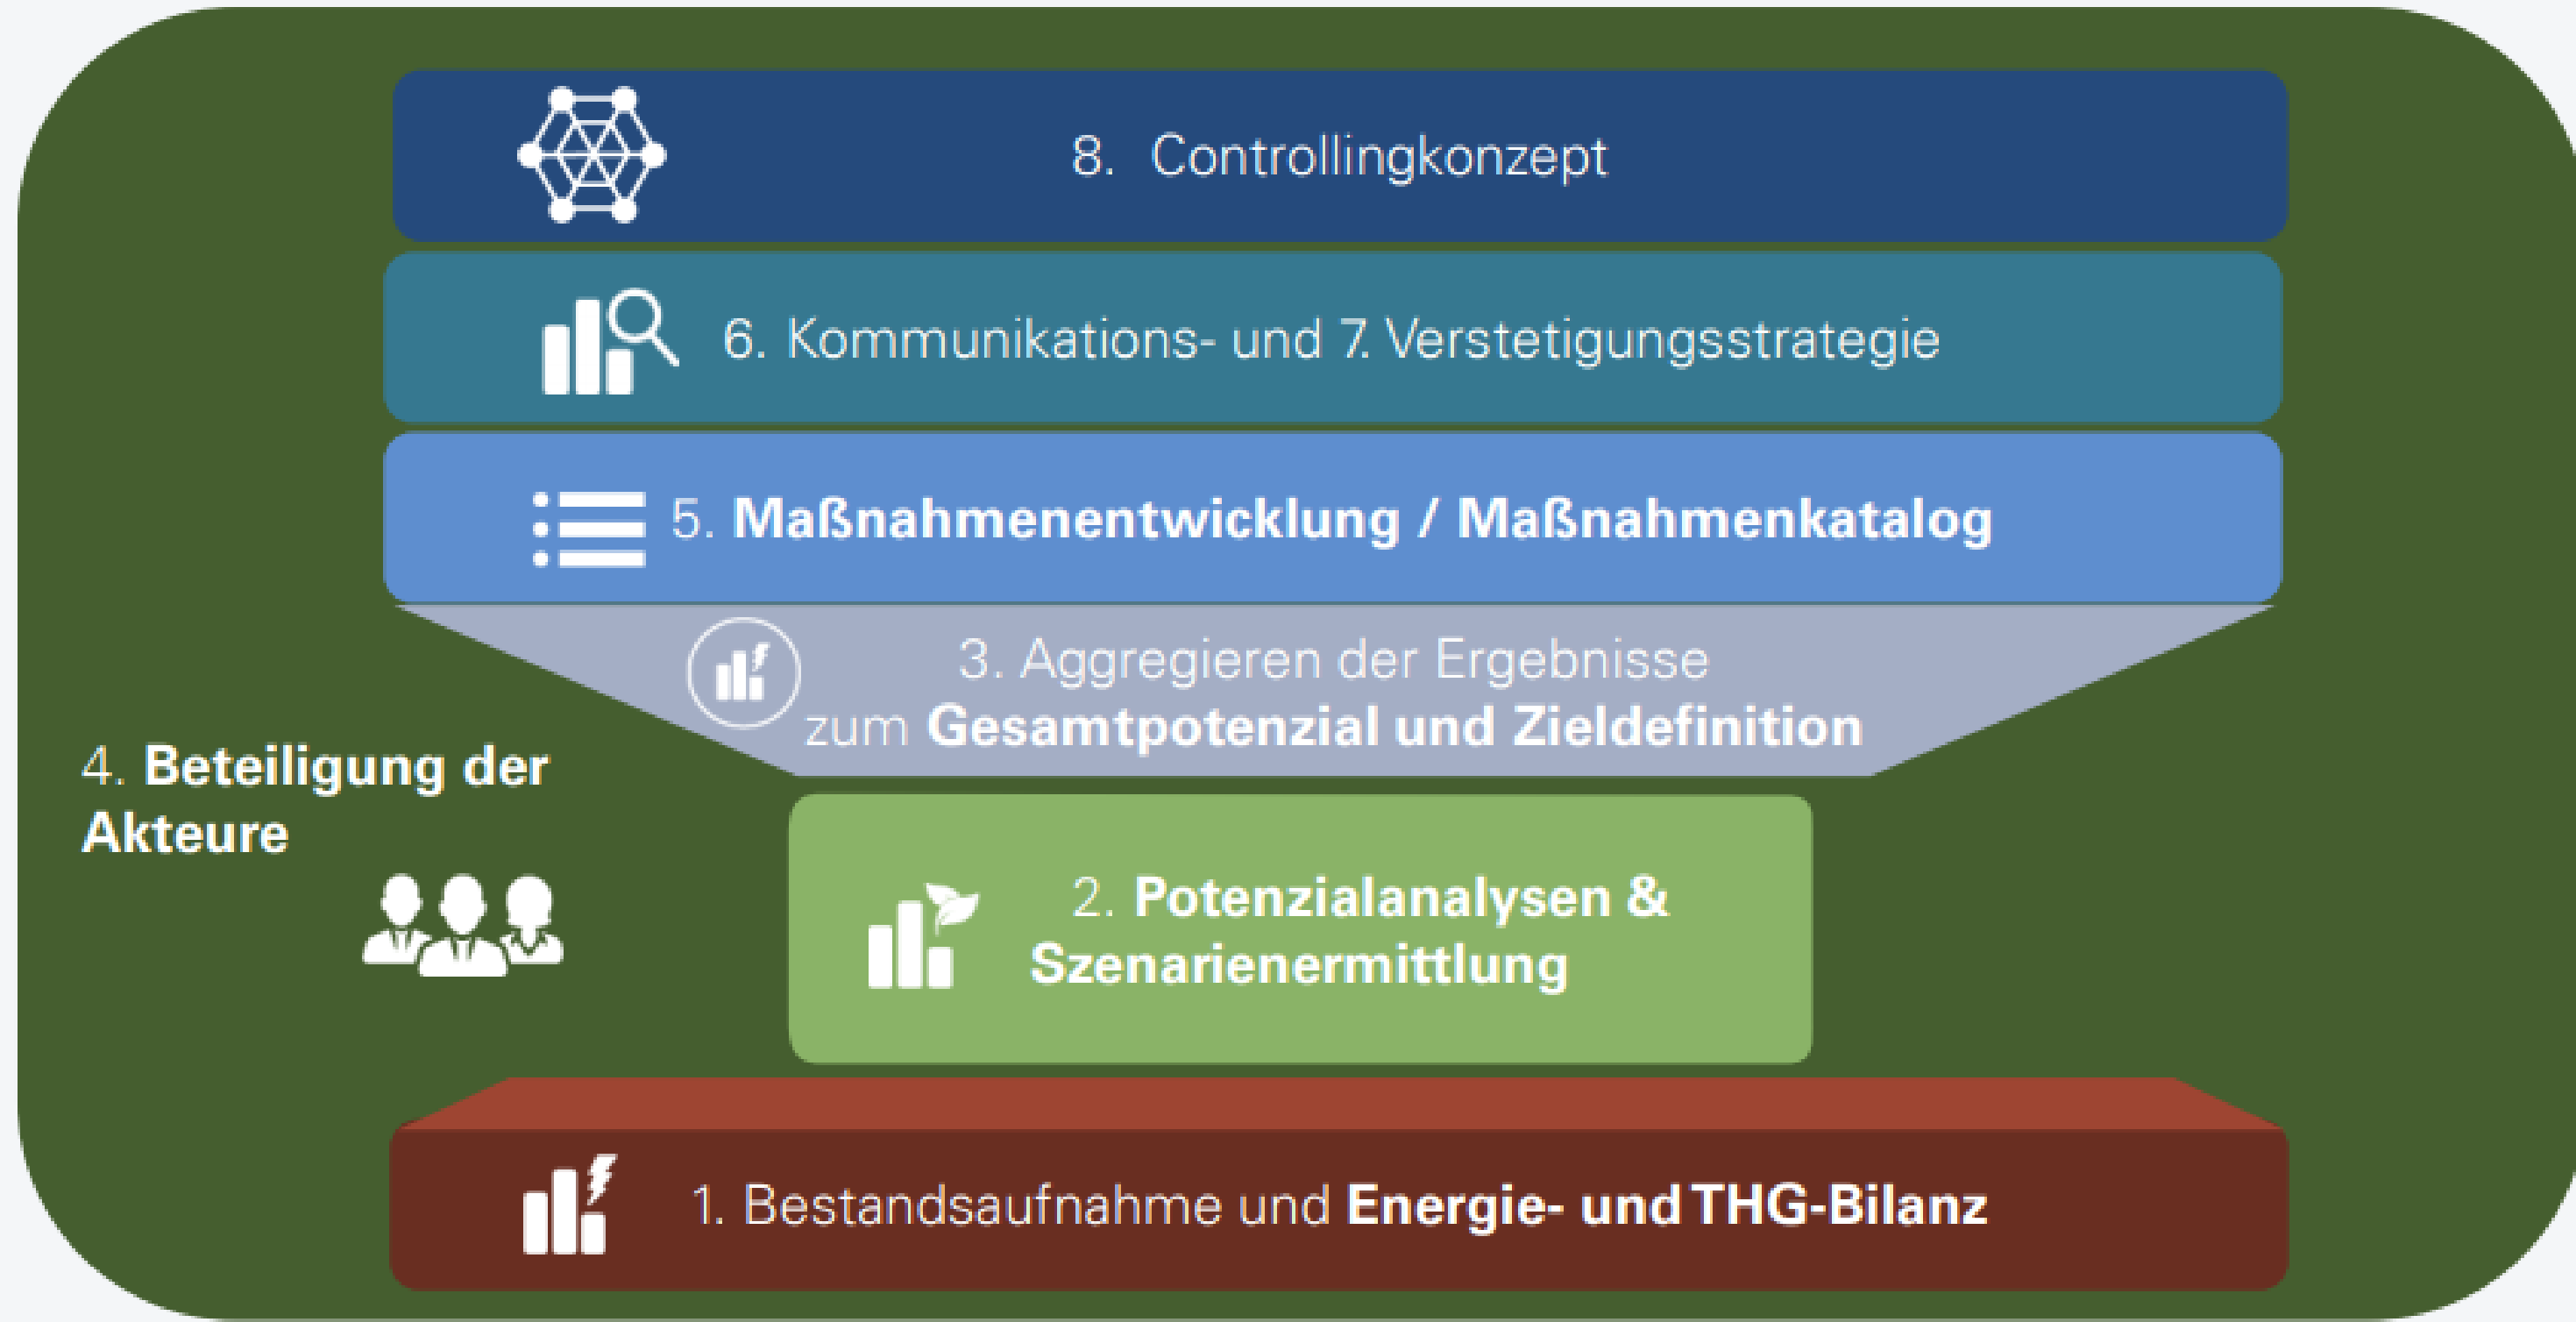 8. Controllingkonzept
6. Kommunikations- und 7. Verstetigungsstrategie
5. Maßnahmenentwicklung / Maßnahmenkatalog
3. Aggregieren der Ergebnisse
zum Gesamtpotenzial und Zieldefinition
4. Beteiligung der
Akteure
2. Potenzialanalysen &
Szenarienermittlung
1. Bestandsaufnahme und Energie- und THG-Bilanz